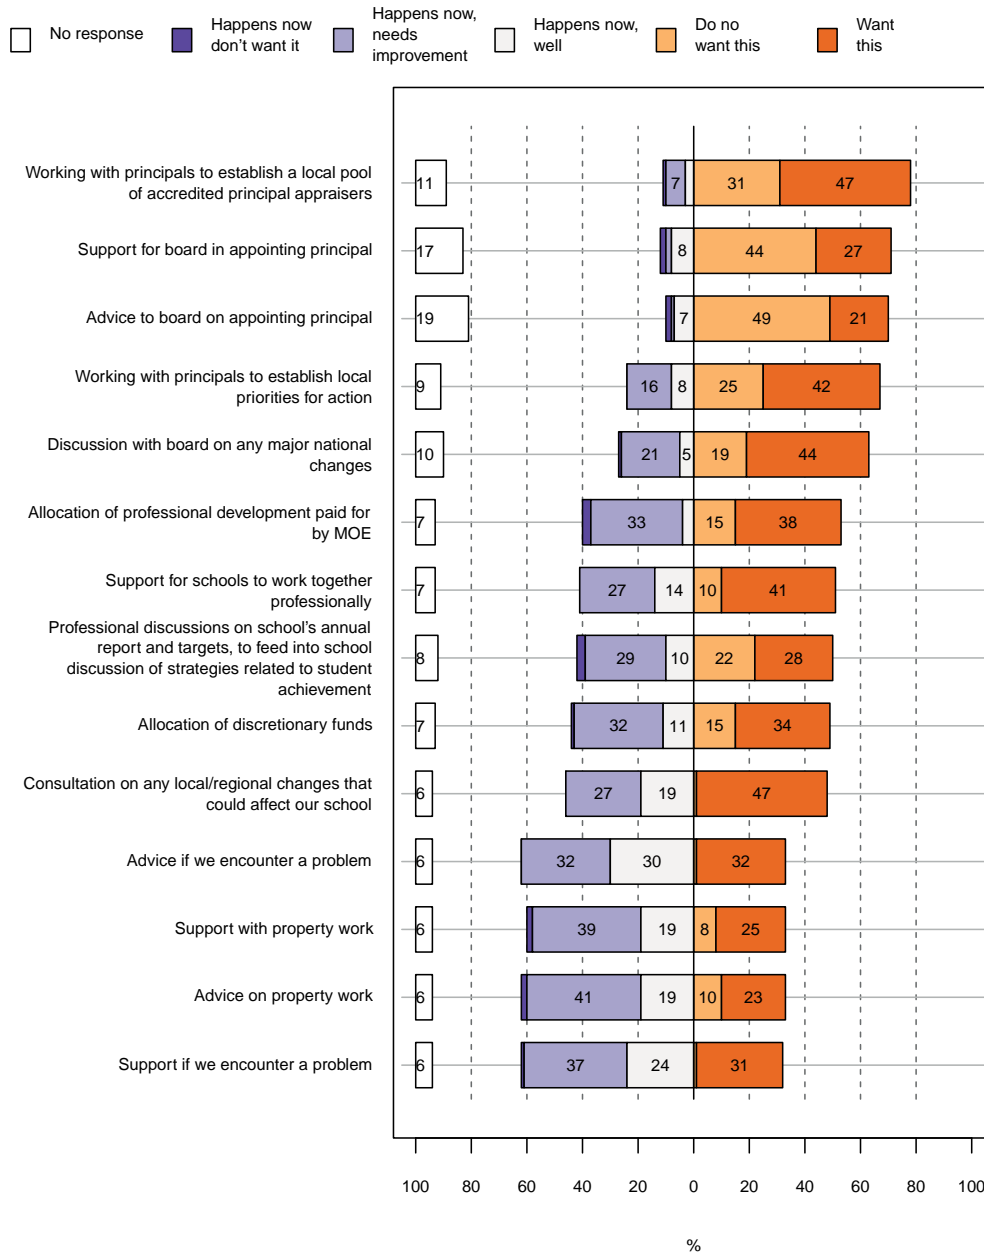 No response
Happens now
don't want it
Happens now,
needs
improvement
Happens now,
well
Do no
want this
Want
this
Working with principals to establish a local pool
of accredited principal appraisers
11 7 31 47
Support for board in appointing principal
17 8 44 27
Advice to board on appointing principal
19 7 49 21
Working with principals to establish local
priorities for action
9 16 8 25 42
Discussion with board on any major national
changes
10 21 5 19 44
Allocation of professional development paid for
by MOE
7 33 15 38
Support for schools to work together
professionally
7 27 14 10 41
Professional discussions on school's annual
report and targets, to feed into school
discussion of strategies related to student
achievement
8 29 10 22 28
Allocation of discretionary funds
7 32 11 15 34
Consultation on any local/regional changes that
could affect our school
6 27 19 47
Advice if we encounter a problem
6 32 30 32
Support with property work
6 39 19 8 25
Advice on property work
6 41 19 10 23
Support if we encounter a problem
6 37 24 31
100 80 60 40 20 0 20 40 60 80 100
%